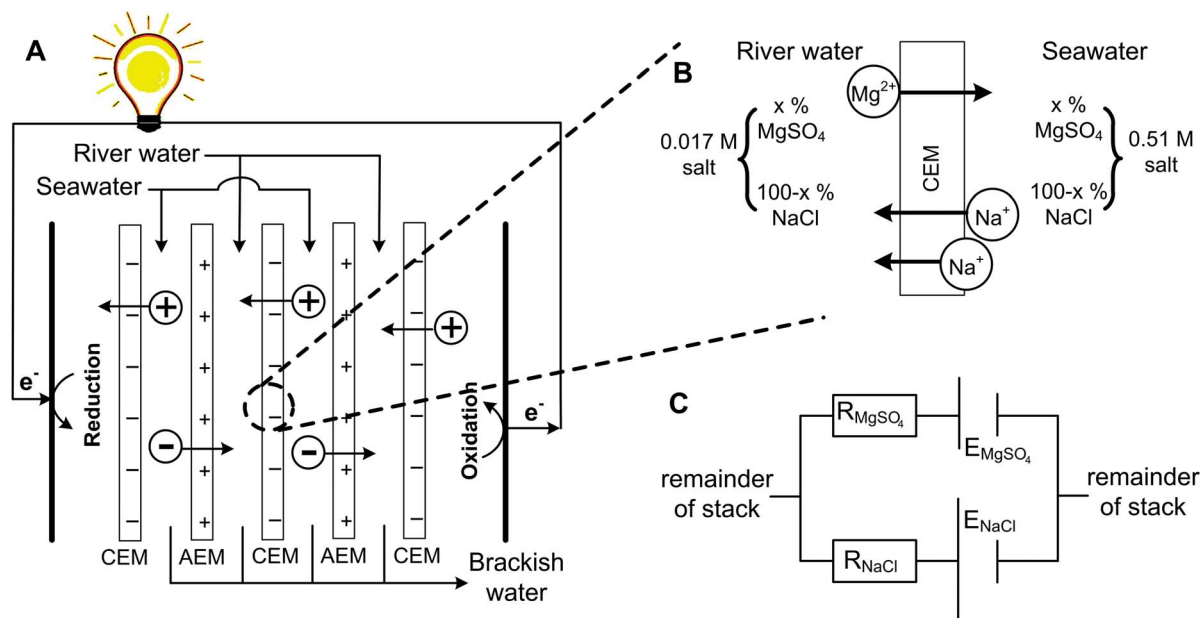 A
River water
Seawater
e-
Reduction
Oxidation
e-
CEM
AEM
CEM
AEM
CEM
Brackish
water
B
River water
Seawater
Mg2+
x %
MgSO4
0.017 M
salt
100-x %
NaCl
CEM
x %
MgSO4
0.51 M
salt
100-x %
NaCl
Na+
Na+
C
RMgSO4
EMgSO4
remainder
of stack
remainder
of stack
ENaCl
RNaCl